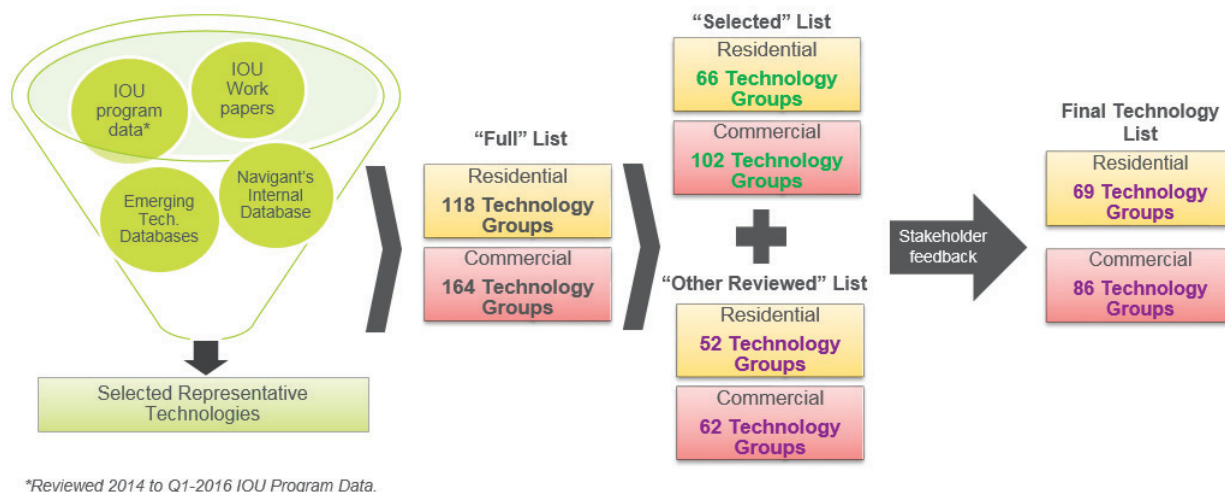 IOU
program
data*
IOU
Work
papers
Emerging
Tech.
Databases
Navigant's
Internal
Database
Selected Representative
Technologies
*Reviewed 2014 to Q1-2016 IOU Program Data.
“Full” List
Residential
118 Technology
Groups
Commercial
164 Technology
Groups
“Selected” List
Residential
66 Technology
Groups
Commercial
102 Technology
Groups
“Other Reviewed” List
Residential
52 Technology
Groups
Commercial
62 Technology
Groups
Stakeholder
feedback
Final Technology
List
Residential
69 Technology
Groups
Commercial
86 Technology
Groups